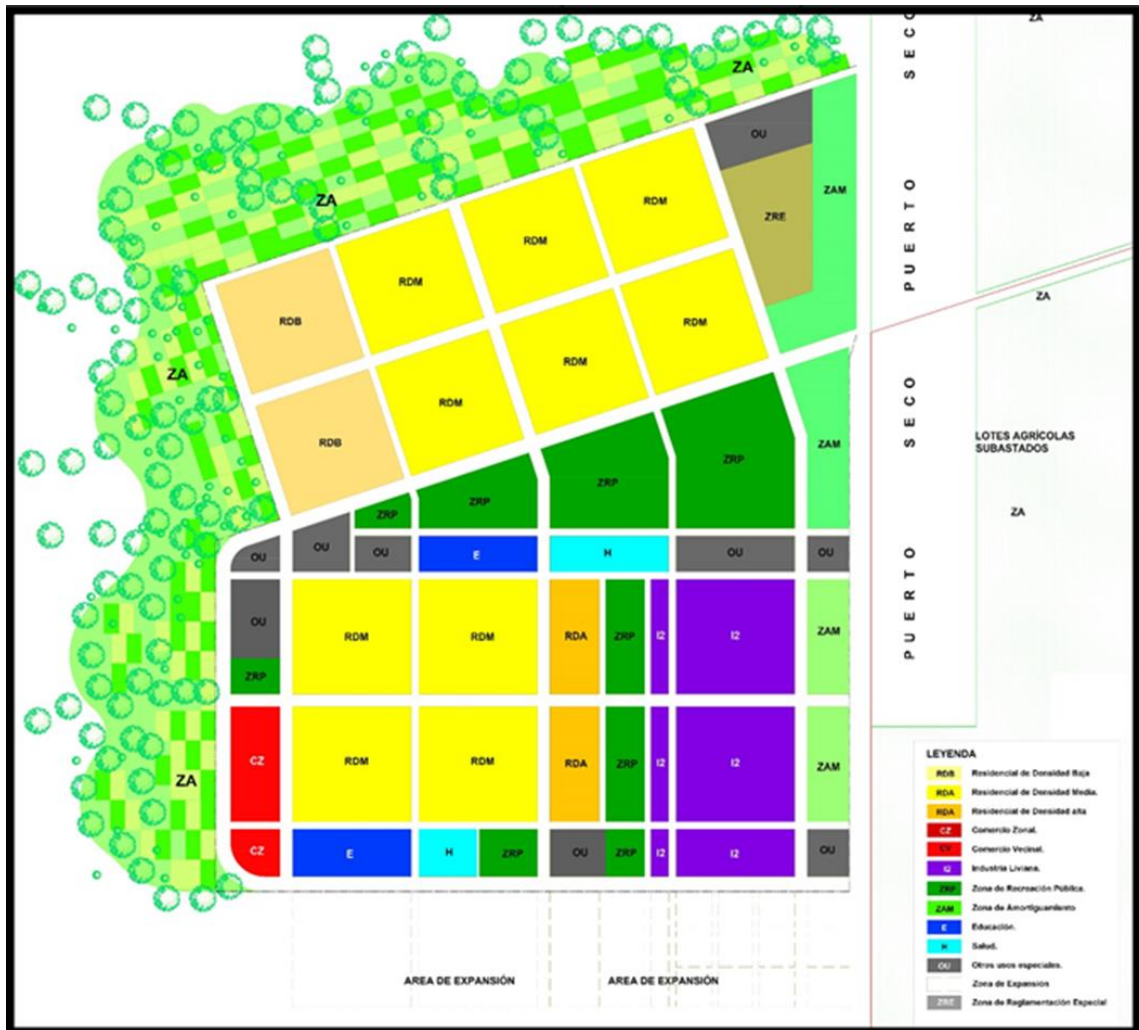 ZA
SECO
ZA
OU
ZAM
ZRE
PUERTO
RDM
ZA
RDM
RDM
RDB
RDM
RDM
RDM
ZA
ZA
RDB
SECO
LOTES AGRÍCOLAS
SUBASTADOS
ZAM
ZRP
ZRP
ZRP
ZRP
ZA
OU
OU
OU
E
H
OU
OU
PUERTO
OU
RDM
RDM
RDA
ZRP
I2
I2
ZAM
ZRP
ZA
CZ
RDM
RDM
RDA
ZRP
I2
I2
ZAM
CZ
E
H
ZRP
OU
ZRP
I2
I2
OU
AREA DE EXPANSIÓN
AREA DE EXPANSIÓN
LEYENDA
RDB Residencial de Densidad Baja
RDA Residencial de Densidad Media.
RDA Residencial de Densidad alta
CZ Comercio Zonal.
CV Comercio Vecinal.
I2 Industria Liviana.
ZRP Zona de Recreación Pública.
ZAM Zona de Amortiguamiento
E Educación.
H Salud.
OU Otros usos especiales.
Zona de Expansión
ZRE Zona de Reglamentación Especial